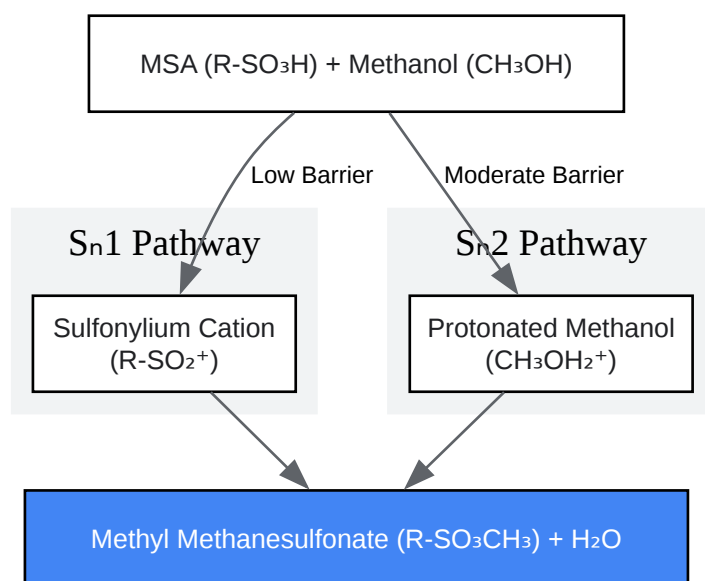 MSA (R-SO₃H) + Methanol (CH₃OH)
Low Barrier
Moderate Barrier
Sₙ1 Pathway
Sₙ2 Pathway
Sulfonylium Cation
(R-SO₂⁺)
Protonated Methanol
(CH₃OH₂⁺)
Methyl Methanesulfonate (R-SO₃CH₃) + H₂O